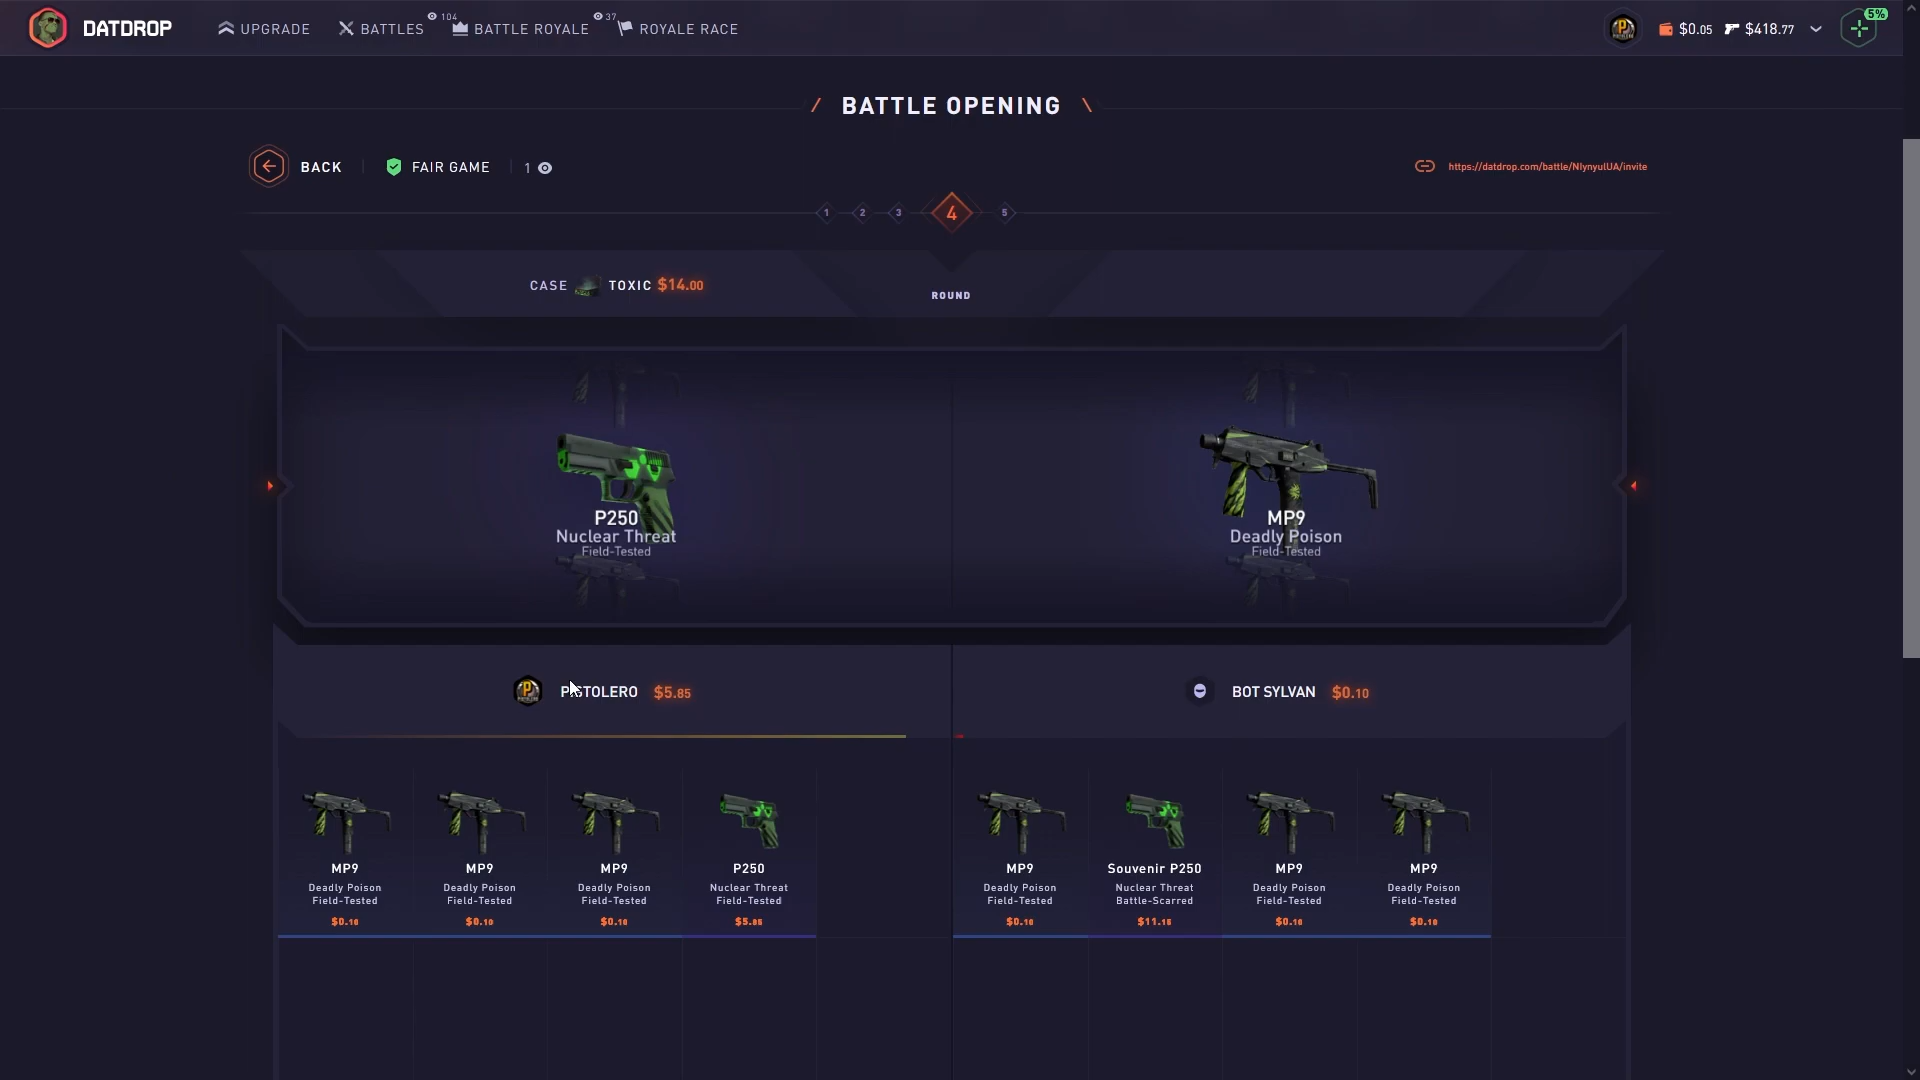 DATDROP
UPGRADE
BATTLES 104
BATTLE ROYALE 37
ROYALE RACE
$0.05 $418.77
5%
/ BATTLE OPENING \
BACK FAIR GAME 1
https://datdrop.com/battle/NlynyulUA/invite
1 2 3 4 5
CASE TOXIC $14.00
ROUND
P250
Nuclear Threat
Field-Tested
MP9
Deadly Poison
Field-Tested
PISTOLERO $5.85
BOT SYLVAN $0.10
MP9
Deadly Poison
Field-Tested
$0.10
MP9
Deadly Poison
Field-Tested
$0.10
MP9
Deadly Poison
Field-Tested
$0.10
P250
Nuclear Threat
Field-Tested
$5.85
MP9
Deadly Poison
Field-Tested
$0.10
Souvenir P250
Nuclear Threat
Battle-Scarred
$11.15
MP9
Deadly Poison
Field-Tested
$0.10
MP9
Deadly Poison
Field-Tested
$0.10